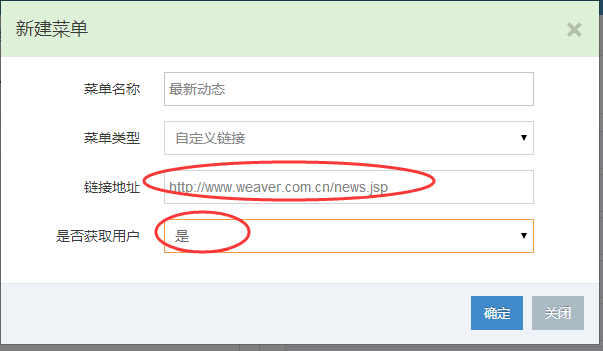 新建菜单 ×
菜单名称 最新动态
菜单类型 自定义链接
链接地址 http://www.weaver.com.cn/news.jsp
是否获取用户 是
确定 关闭